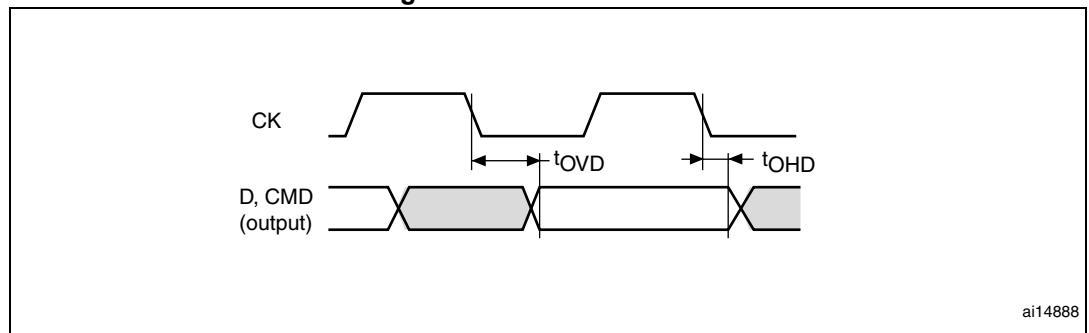 CK
tOVD
tOHD
D, CMD
(output)
ai14888